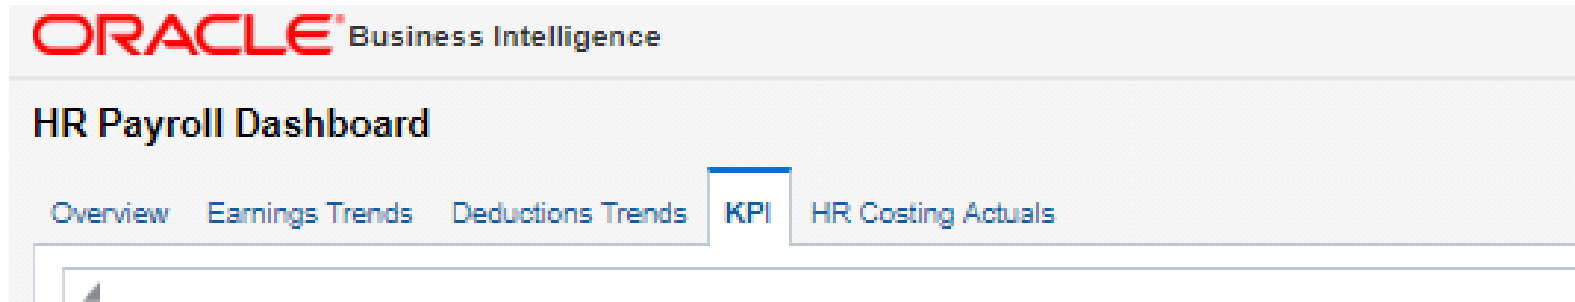 ORACLE Business Intelligence
HR Payroll Dashboard
Overview Earnings Trends Deductions Trends KPI HR Costing Actuals